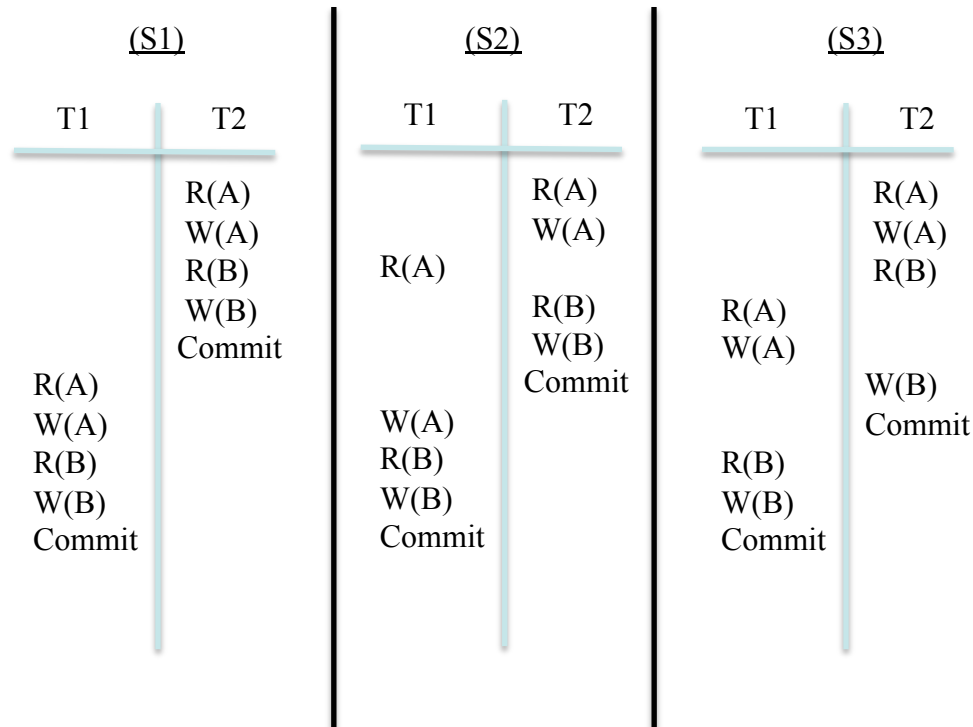 (S1)
T1 T2
R(A)
W(A)
R(B)
W(B)
Commit
R(A)
W(A)
R(B)
W(B)
Commit
(S2)
T1 T2
R(A)
W(A)
R(A)
R(B)
W(B)
Commit
W(A)
R(B)
W(B)
Commit
(S3)
T1 T2
R(A)
W(A)
R(B)
R(A)
W(A)
W(B)
Commit
R(B)
W(B)
Commit